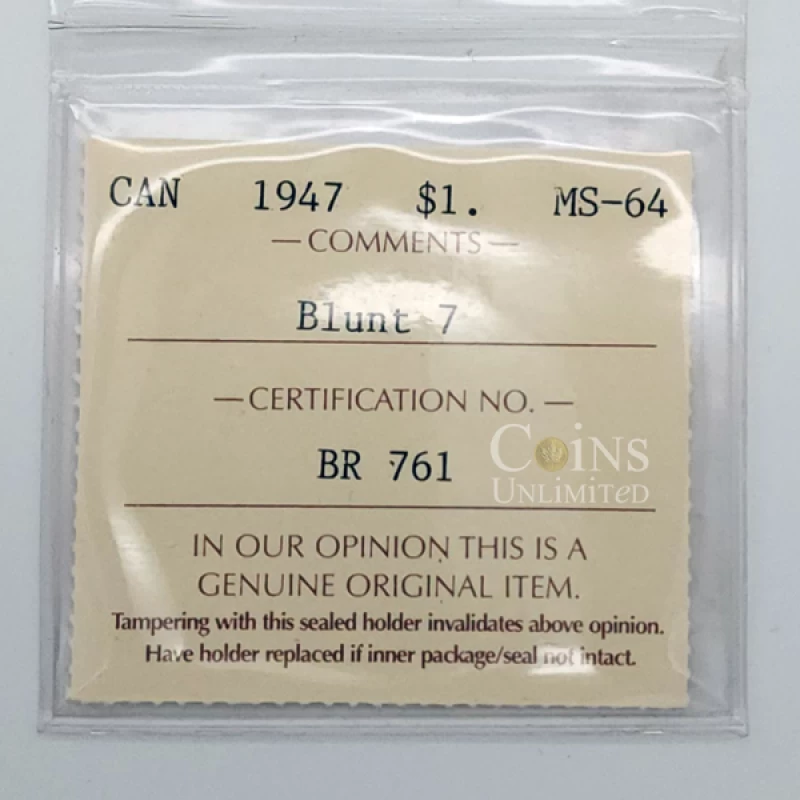 CAN 1947 $1. MS-64
— COMMENTS —
Blunt 7
— CERTIFICATION NO. —
BR 761
COiNS
UNLIMITeD
IN OUR OPINION THIS IS A
GENUINE ORIGINAL ITEM.
Tampering with this sealed holder invalidates above opinion.
Have holder replaced if inner package/seal not intact.